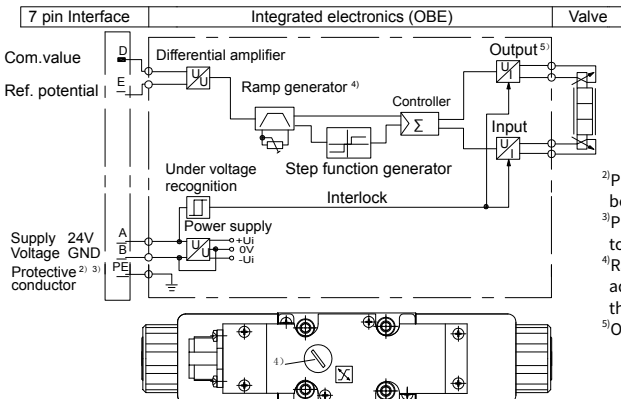 7 pin Interface
Integrated electronics (OBE)
Valve
Com.value
D
Differential amplifier
Output 5)
Ref. potential
E
U
U
Ramp generator 4)
U
I
Controller
Σ
Input
U
I
Step function generator
Under voltage
recognition
Interlock
Power supply
Supply 24V
A
Voltage GND
B
U
U
+Ui
0V
-Ui
Protective 2) 3)
PE
conductor
2)P
be
3)P
to
4)R
ac
th
5)O
4)